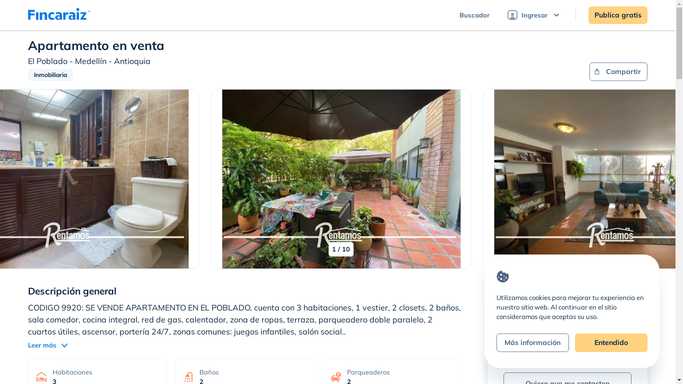 Fincaraiz
Buscador
Ingresar
Publica gratis
Apartamento en venta
El Poblado - Medellín - Antioquia
Inmobiliaria
Compartir
Rentamos
Rentamos
Rentamos
1 / 10
Descripción general
CODIGO 9920: SE VENDE APARTAMENTO EN EL POBLADO, cuenta con 3 habitaciones, 1 vestier, 2 closets, 2 baños,
sala comedor, cocina integral, red de gas, calentador, zona de ropas, terraza, parqueadero doble paralelo, 2
cuartos útiles, ascensor, portería 24/7, zonas comunes: juegos infantiles, salón social..
Leer más
Habitaciones
3
Baños
2
Parqueaderos
2
Utilizamos cookies para mejorar tu experiencia en
nuestro sitio web. Al continuar en el sitio
consideramos que aceptas su uso.
Más información
Entendido
Quiero que me contacten